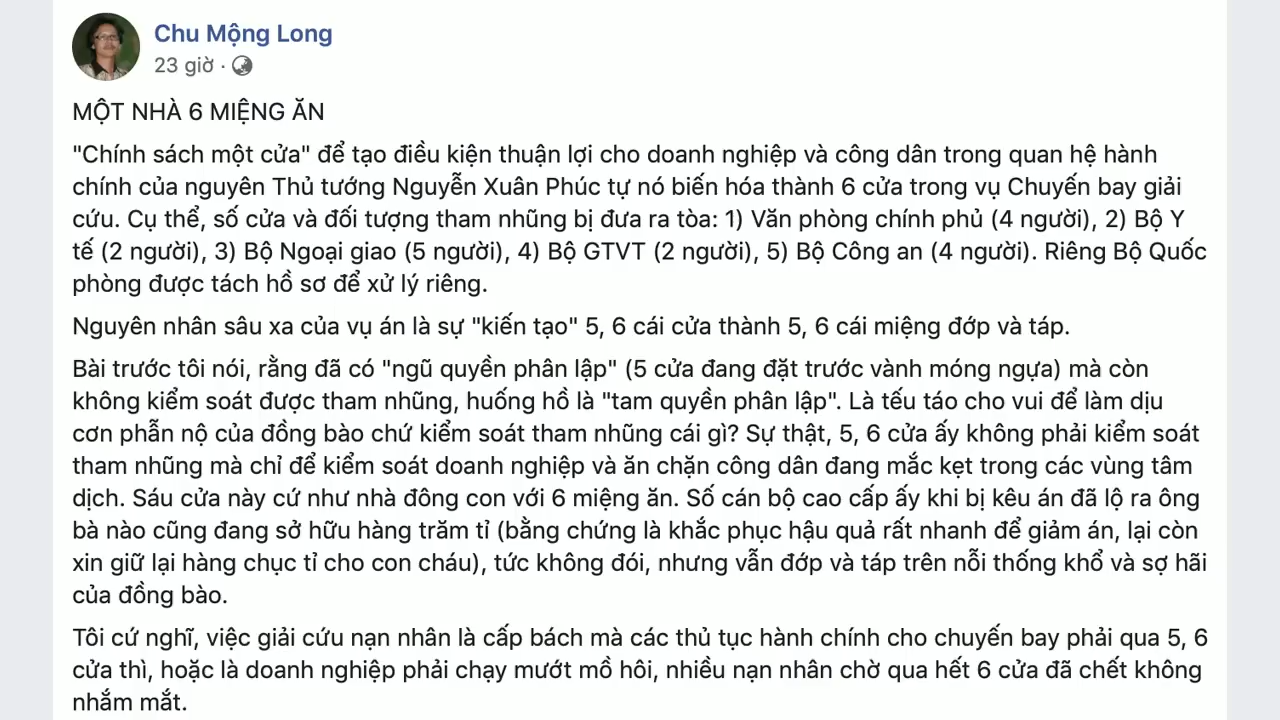 Chu Mộng Long
23 giờ ·
MỘT NHÀ 6 MIỆNG ĂN
"Chính sách một cửa" để tạo điều kiện thuận lợi cho doanh nghiệp và công dân trong quan hệ hành
chính của nguyên Thủ tướng Nguyễn Xuân Phúc tự nó biến hóa thành 6 cửa trong vụ Chuyến bay giải
cứu. Cụ thể, số cửa và đối tượng tham nhũng bị đưa ra tòa: 1) Văn phòng chính phủ (4 người), 2) Bộ Y
tế (2 người), 3) Bộ Ngoại giao (5 người), 4) Bộ GTVT (2 người), 5) Bộ Công an (4 người). Riêng Bộ Quốc
phòng được tách hồ sơ để xử lý riêng.
Nguyên nhân sâu xa của vụ án là sự "kiến tạo" 5, 6 cái cửa thành 5, 6 cái miệng đớp và táp.
Bài trước tôi nói, rằng đã có "ngũ quyền phân lập" (5 cửa đang đặt trước vành móng ngựa) mà còn
không kiểm soát được tham nhũng, huống hồ là "tam quyền phân lập". Là tếu táo cho vui để làm dịu
cơn phẫn nộ của đồng bào chứ kiểm soát tham nhũng cái gì? Sự thật, 5, 6 cửa ấy không phải kiểm soát
tham nhũng mà chỉ để kiểm soát doanh nghiệp và ăn chặn công dân đang mắc kẹt trong các vùng tâm
dịch. Sáu cửa này cứ như nhà đông con với 6 miệng ăn. Số cán bộ cao cấp ấy khi bị kêu án đã lộ ra ông
bà nào cũng đang sở hữu hàng trăm tỉ (bằng chứng là khắc phục hậu quả rất nhanh để giảm án, lại còn
xin giữ lại hàng chục tỉ cho con cháu), tức không đói, nhưng vẫn đớp và táp trên nỗi thống khổ và sợ hãi
của đồng bào.
Tôi cứ nghĩ, việc giải cứu nạn nhân là cấp bách mà các thủ tục hành chính cho chuyến bay phải qua 5, 6
cửa thì, hoặc là doanh nghiệp phải chạy mướt mồ hôi, nhiều nạn nhân chờ qua hết 6 cửa đã chết không
nhắm mắt.